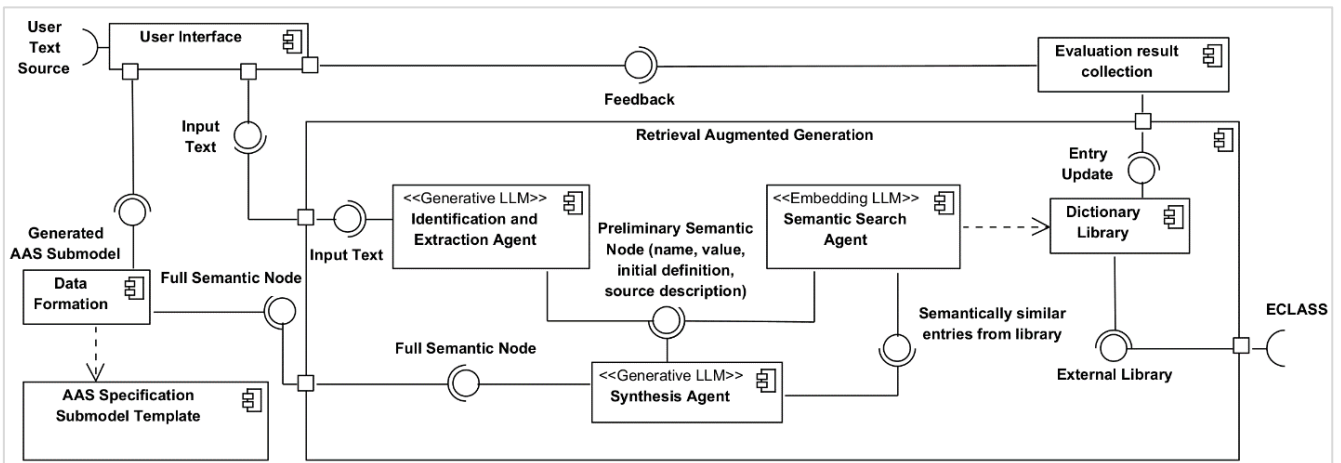 User
Text
Source
User Interface
Evaluation result
collection
Feedback
Input
Text
Retrieval Augmented Generation
Entry
Update
<<Generative LLM>>
Identification and
Extraction Agent
Input Text
Preliminary Semantic
Node (name, value,
initial definition,
source description)
<<Embedding LLM>>
Semantic Search
Agent
Dictionary
Library
Generated
AAS Submodel
Data
Formation
Full Semantic Node
Semantically similar
entries from library
ECLASS
Full Semantic Node
External Library
<<Generative LLM>>
Synthesis Agent
AAS Specification
Submodel Template